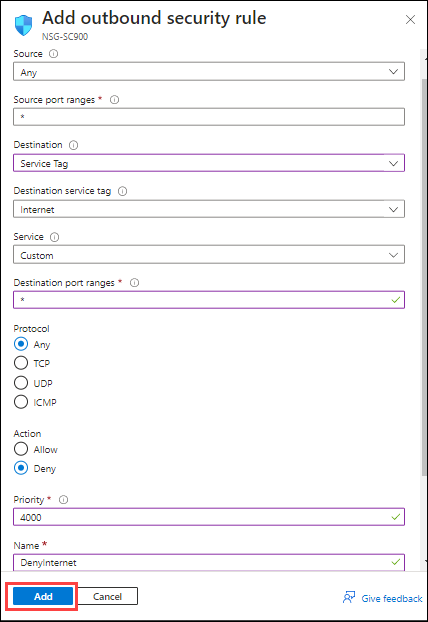 Add outbound security rule
NSG-SC900
Source
Any
Source port ranges *
*
Destination
Service Tag
Destination service tag
Internet
Service
Custom
Destination port ranges *
*
Protocol
Any
TCP
UDP
ICMP
Action
Allow
Deny
Priority *
4000
Name *
DenyInternet
Add
Cancel
Give feedback